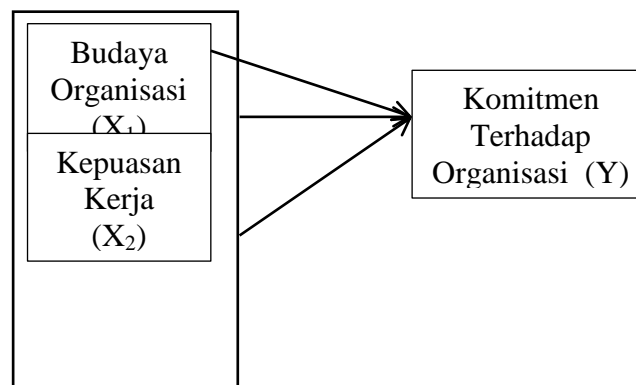 Budaya
Organisasi
(X₁)
Kepuasan
Kerja
(X₂)
Komitmen
Terhadap
Organisasi (Y)